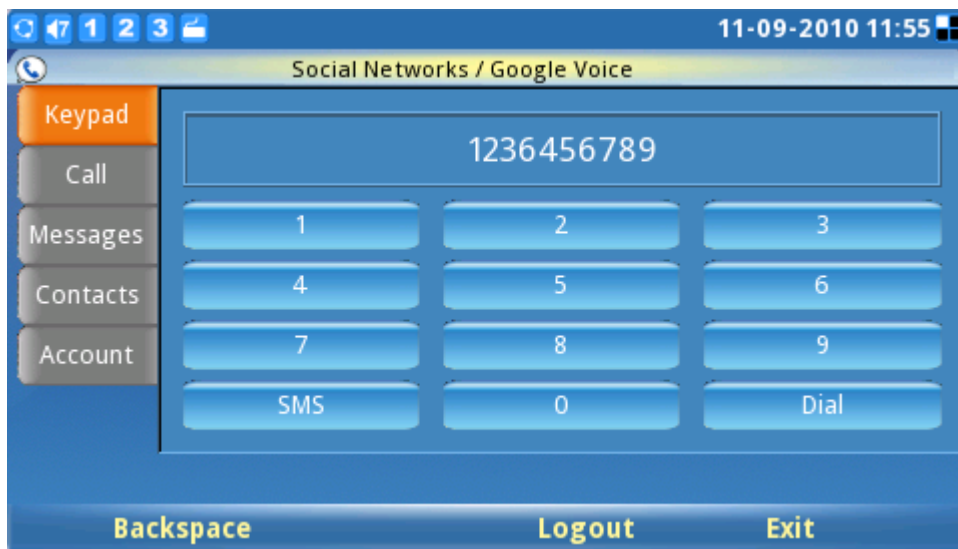 7 1 2 3 11-09-2010 11:55
Social Networks / Google Voice
Keypad
1236456789
Call
1 2 3
Messages
4 5 6
Contacts
7 8 9
Account
SMS 0 Dial
Backspace Logout Exit